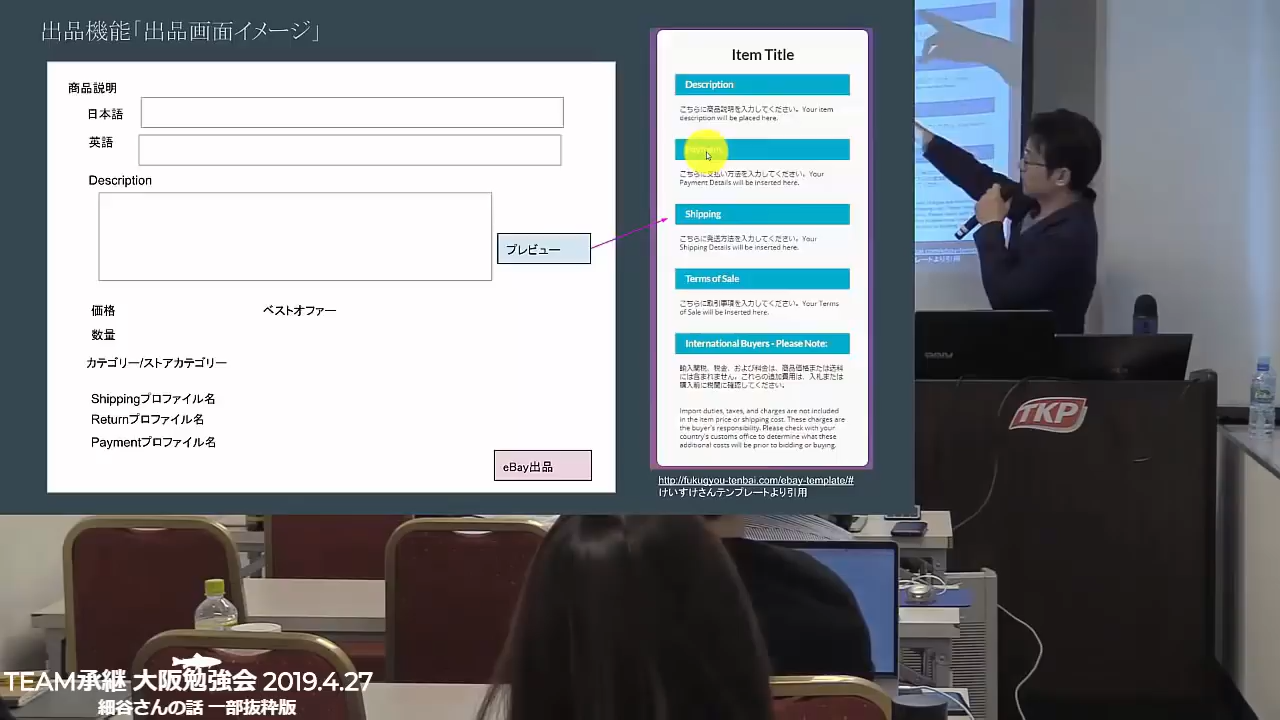 出品機能「出品画面イメージ」
商品説明
日本語
英語
Description
プレビュー
価格
ベストオファー
数量
カテゴリー/ストアカテゴリー
Shippingプロファイル名
Returnプロファイル名
Paymentプロファイル名
eBay出品
Item Title
Description
こちらに商品説明を入力してください。Your item
description will be placed here.
Payment
こちらに支払い方法を入力してください。Your
Payment Details will be inserted here.
Shipping
こちらに発送方法を入力してください。Your
Shipping Details will be inserted here.
Terms of Sale
こちらに取引事項を入力してください。Your Terms
of Sale will be inserted here.
International Buyers - Please Note:
輸入関税、税金、および料金は、商品価格または送料
には含まれません。これらの追加費用は、入札または
購入前に税関に確認してください。
Import duties, taxes, and charges are not included
in the item price or shipping cost. These charges are
the buyer's responsibility. Please check with your
country's customs office to determine what these
additional costs will be prior to bidding or buying.
http://fukugyou-tenbai.com/ebay-template/#
けいすけさんテンプレートより引用
TKP
TEAM承継 大阪勉強会 2019.4.27
細谷さんの話 一部抜粋版